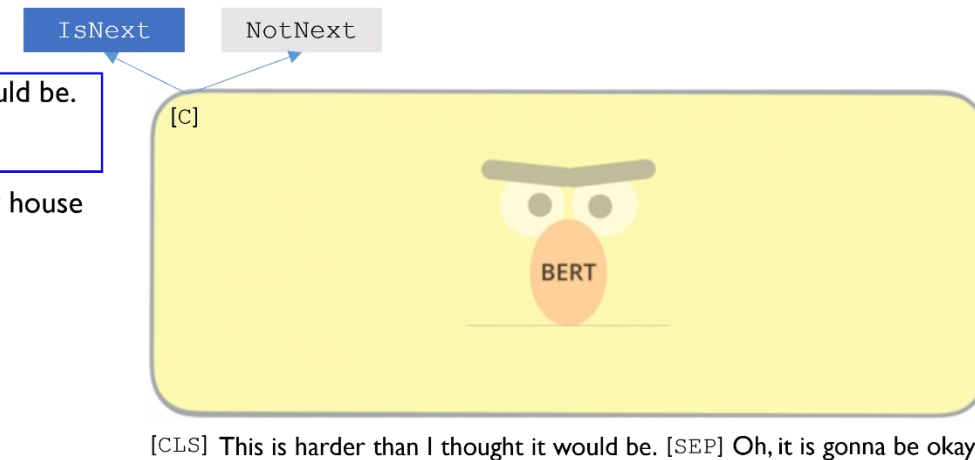 IsNext NotNext
be.
[C]
house
BERT
[CLS] This is harder than I thought it would be. [SEP] Oh, it is gonna be okay